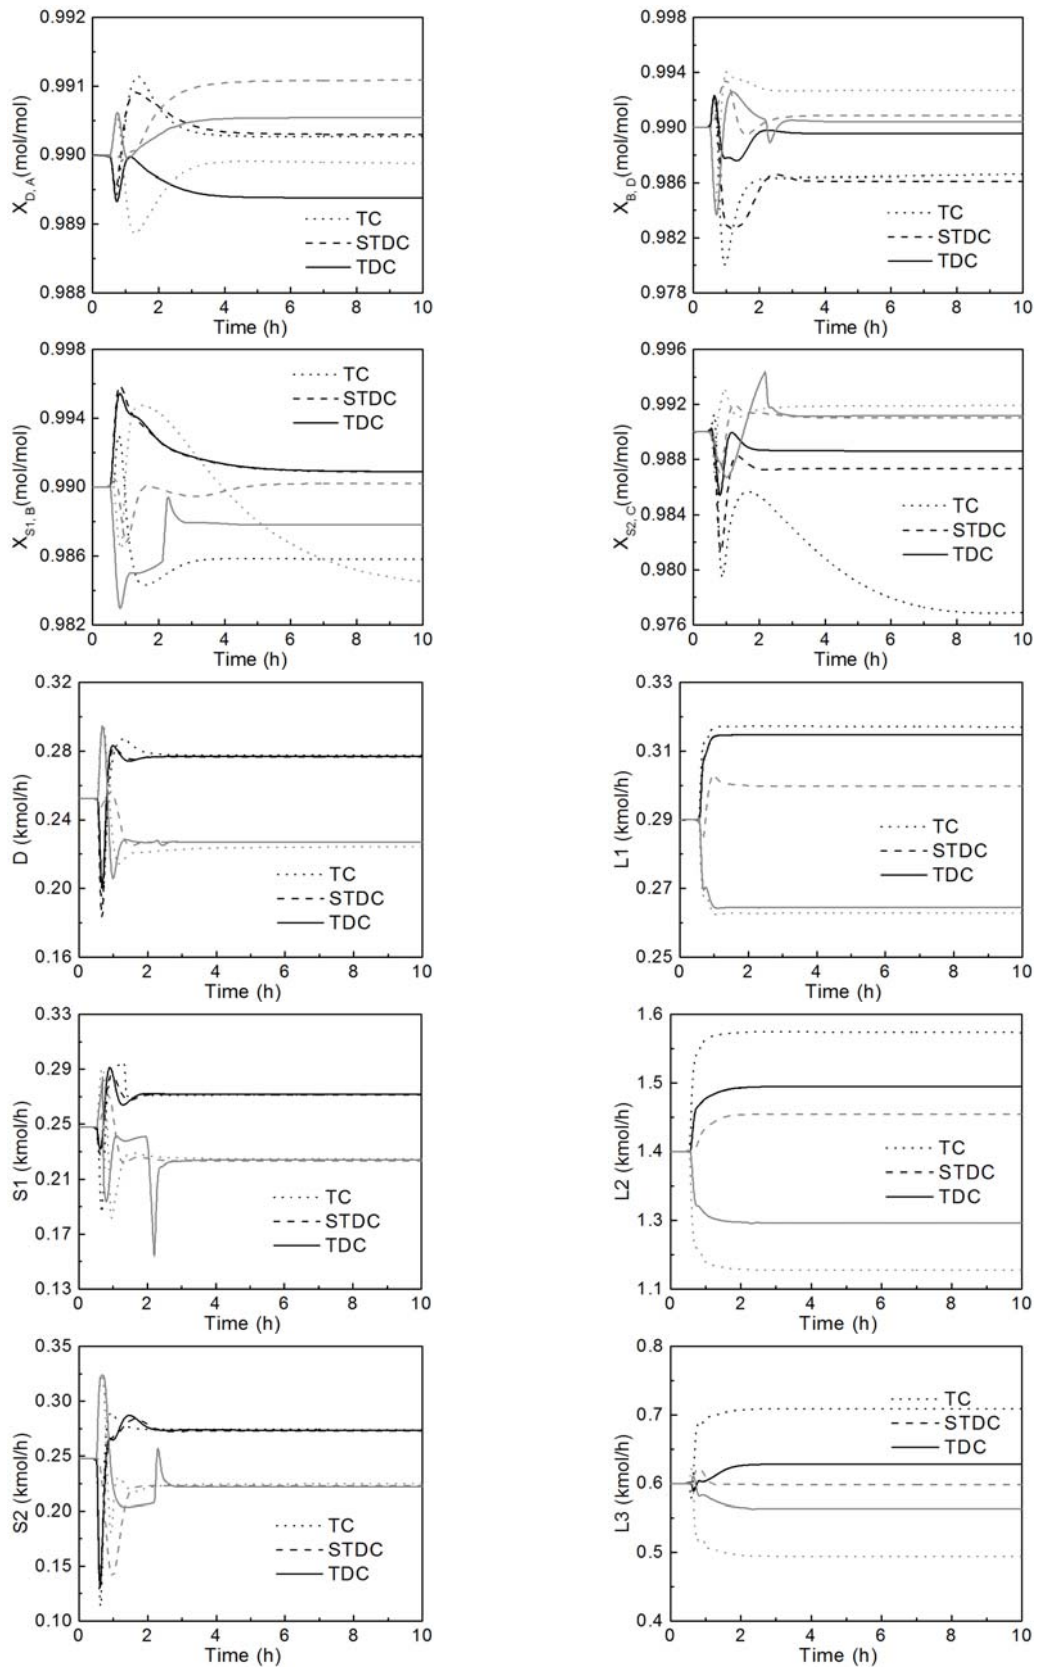 X_D, A (mol/mol)
0.992
0.991
0.990
0.989
0.988
TC
STDC
TDC
0 2 4 6 8 10
Time (h)
X_B, D (mol/mol)
0.998
0.994
0.990
0.986
0.982
0.978
TC
STDC
TDC
0 2 4 6 8 10
Time (h)
X_S1, B (mol/mol)
0.998
0.994
0.990
0.986
0.982
TC
STDC
TDC
0 2 4 6 8 10
Time (h)
X_S2, C (mol/mol)
0.996
0.992
0.988
0.984
0.980
0.976
TC
STDC
TDC
0 2 4 6 8 10
Time (h)
D (kmol/h)
0.32
0.28
0.24
0.20
0.16
TC
STDC
TDC
0 2 4 6 8 10
Time (h)
L1 (kmol/h)
0.33
0.31
0.29
0.27
0.25
TC
STDC
TDC
0 2 4 6 8 10
Time (h)
S1 (kmol/h)
0.33
0.29
0.25
0.21
0.17
0.13
TC
STDC
TDC
0 2 4 6 8 10
Time (h)
L2 (kmol/h)
1.6
1.5
1.4
1.3
1.1
TC
STDC
TDC
0 2 4 6 8 10
Time (h)
S2 (kmol/h)
0.35
0.30
0.25
0.20
0.15
0.10
TC
STDC
TDC
0 2 4 6 8 10
Time (h)
L3 (kmol/h)
0.8
0.7
0.6
0.5
0.4
TC
STDC
TDC
0 2 4 6 8 10
Time (h)